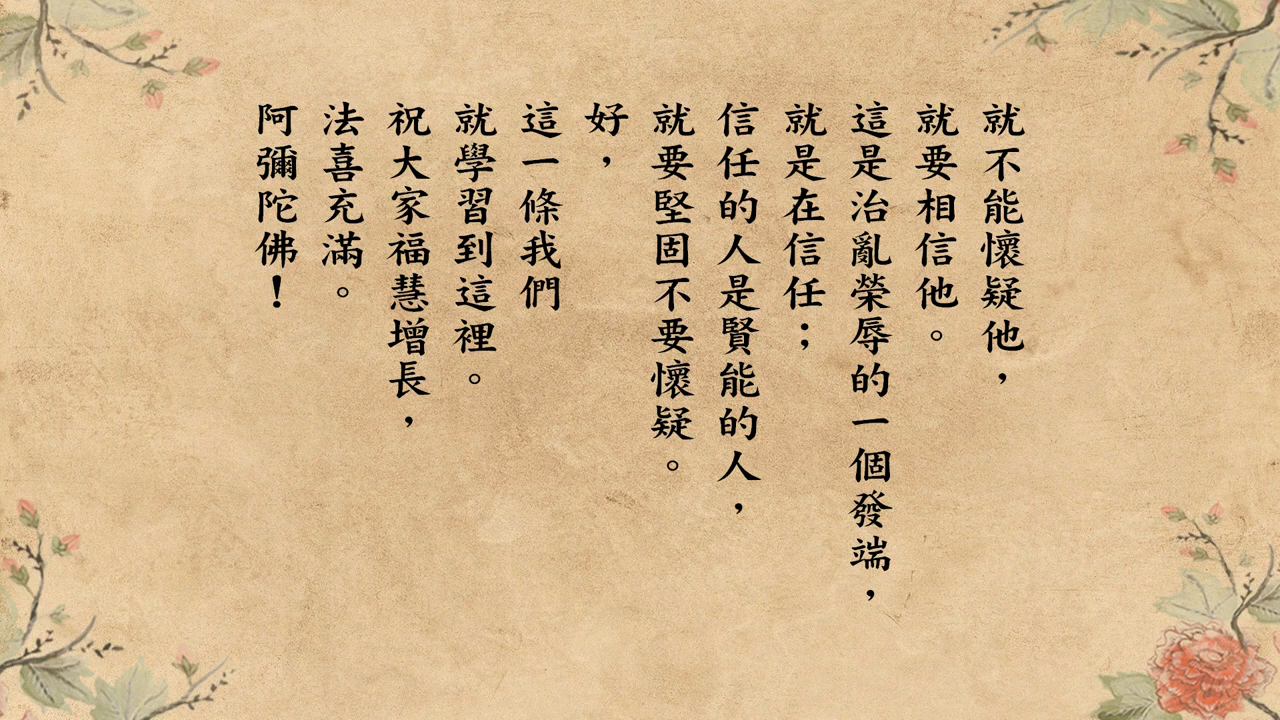 就不能懷疑他，
就要相信他。
這是治亂榮辱的一個發端，
就是在信任；
信任的人是賢能的人，
就要堅固不要懷疑。
好，
這一條我們
就學習到這裡。
祝大家福慧增長，
法喜充滿。
阿彌陀佛！